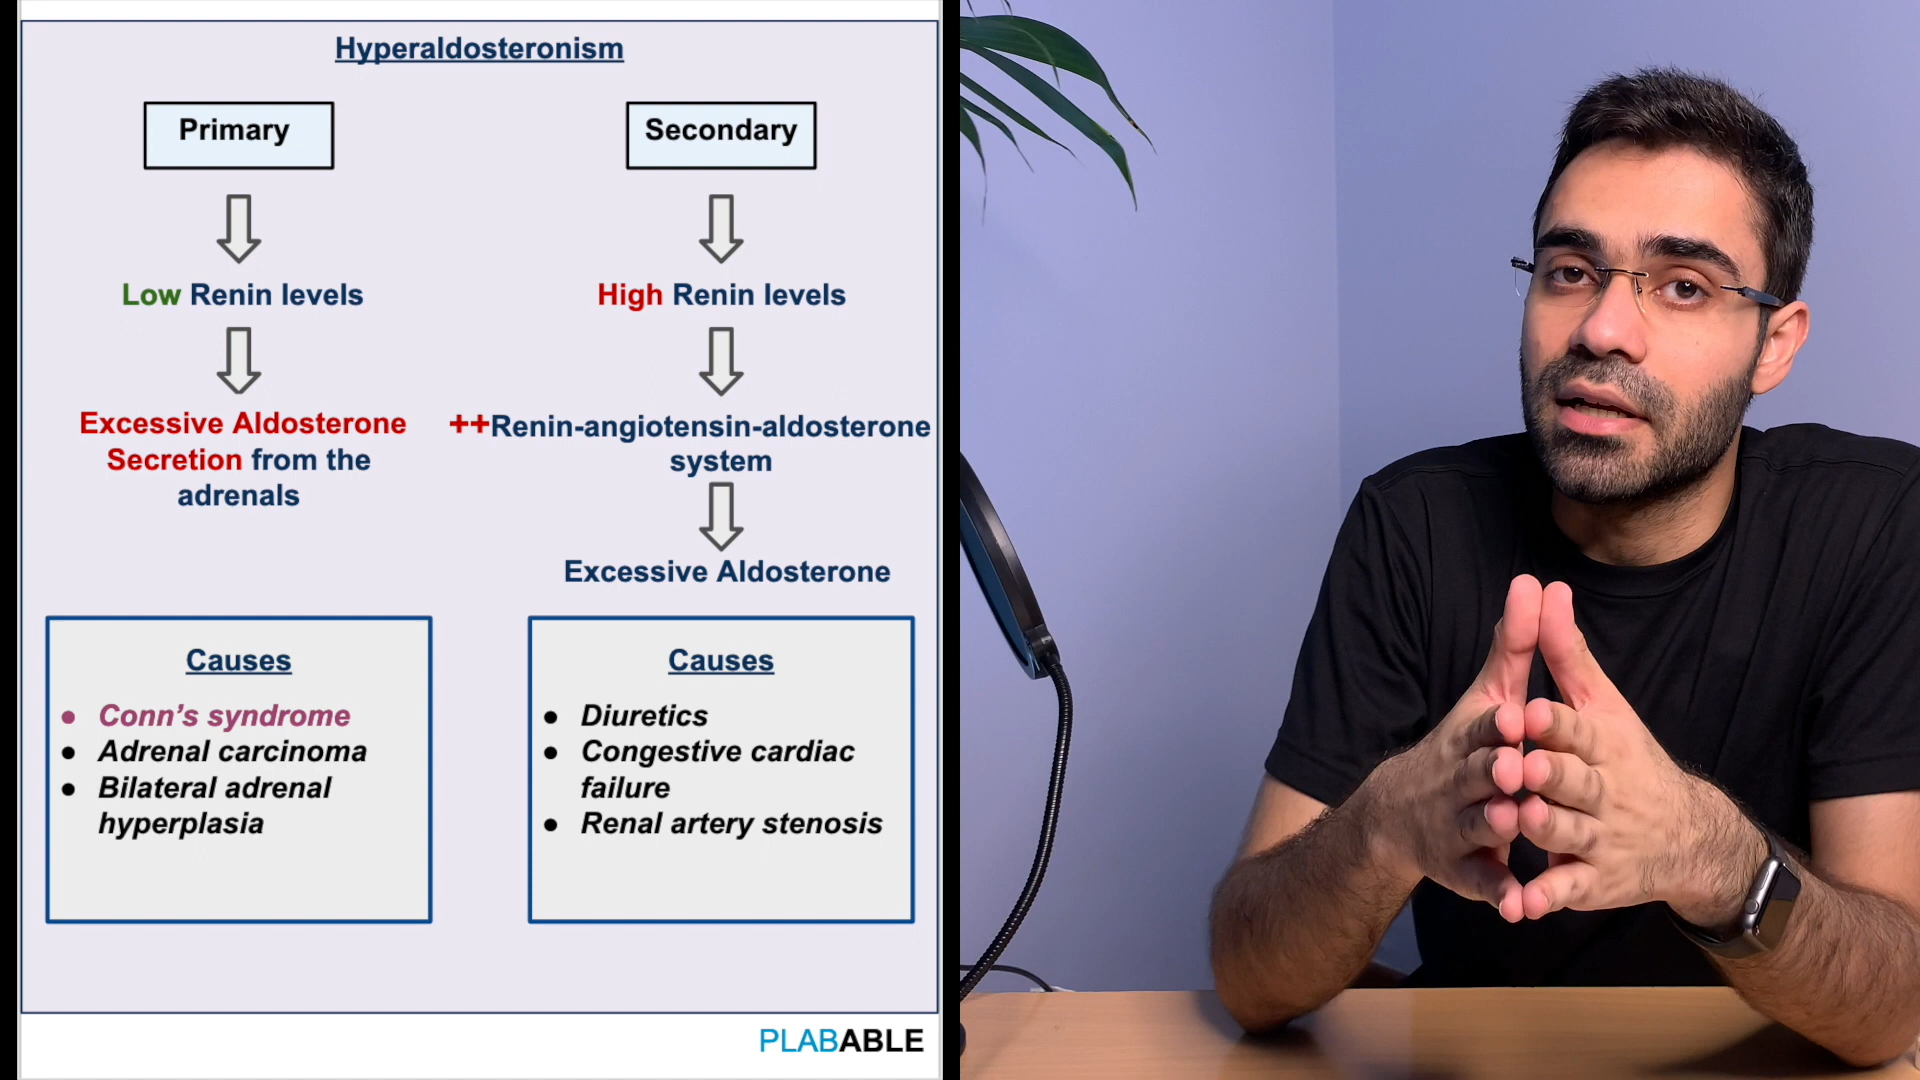 Hyperaldosteronism
Primary
Low Renin levels
Excessive Aldosterone
Secretion from the
adrenals
Causes
● Conn’s syndrome
● Adrenal carcinoma
● Bilateral adrenal
hyperplasia
Secondary
High Renin levels
++Renin-angiotensin-aldosterone
system
Excessive Aldosterone
Causes
● Diuretics
● Congestive cardiac
failure
● Renal artery stenosis
PLABABLE